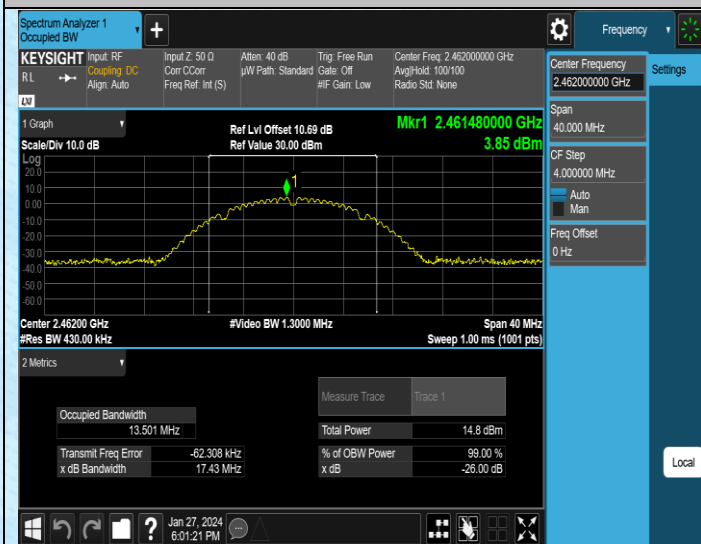 Spectrum Analyzer 1
Occupied BW
Frequency
KEYSIGHT
R L
LXI
Input: RF
Coupling: DC
Align: Auto
Input Z: 50 Ω
Corr CCorr
Freq Ref: Int (S)
Atten: 40 dB
µW Path: Standard
Trig: Free Run
Gate: Off
#IF Gain: Low
Center Freq: 2.462000000 GHz
Avg|Hold: 100/100
Radio Std: None
Center Frequency
2.462000000 GHz
Settings
Span
40.000 MHz
CF Step
4.000000 MHz
Auto
Man
Freq Offset
0 Hz
Local
1 Graph
Scale/Div 10.0 dB
Ref Lvl Offset 10.69 dB
Ref Value 30.00 dBm
Mkr1 2.461480000 GHz
3.85 dBm
Log
20.0
10.0
0.00
-10.0
-20.0
-30.0
-40.0
-50.0
-60.0
1
Center 2.46200 GHz
#Res BW 430.00 kHz
#Video BW 1.3000 MHz
Span 40 MHz
Sweep 1.00 ms (1001 pts)
2 Metrics
Measure Trace
Trace 1
Occupied Bandwidth
13.501 MHz
Total Power
14.8 dBm
Transmit Freq Error
-62.308 kHz
% of OBW Power
99.00 %
x dB Bandwidth
17.43 MHz
x dB
-26.00 dB
?
Jan 27, 2024
6:01:21 PM